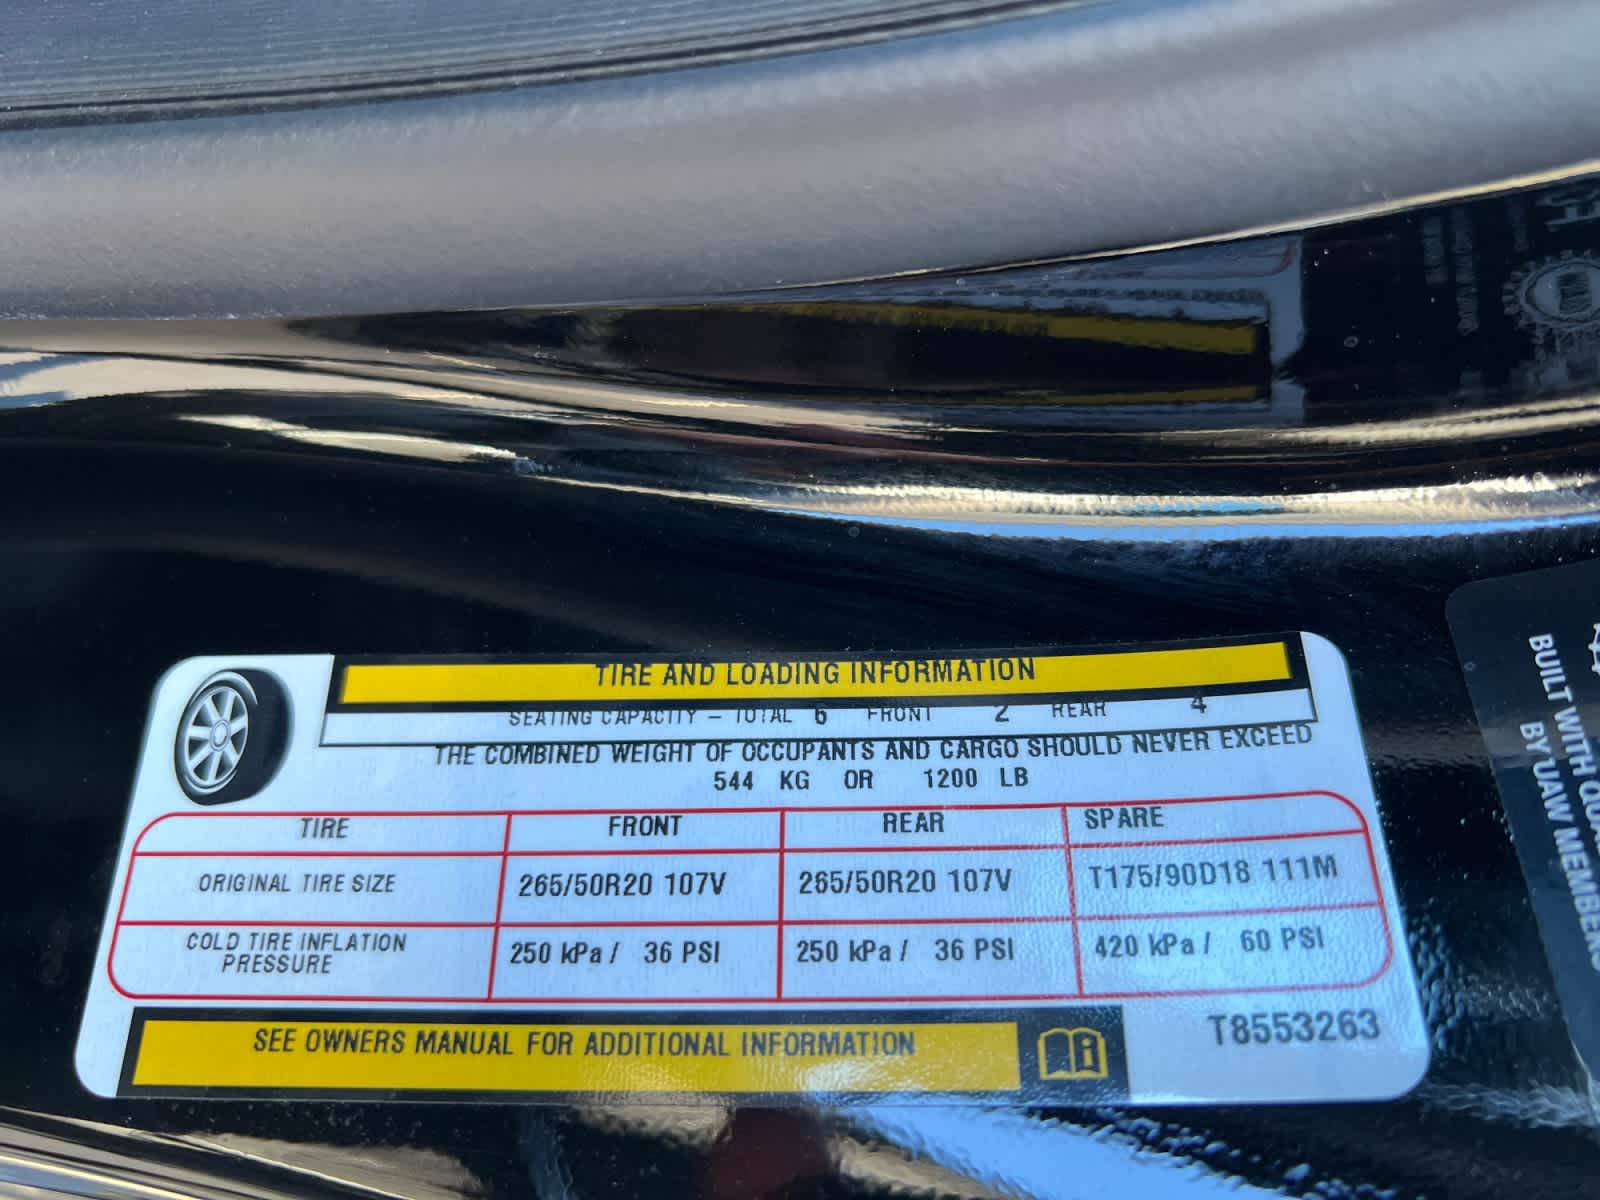 TIRE AND LOADING INFORMATION
SEATING CAPACITY – TOTAL 6 FRONT 2 REAR 4
THE COMBINED WEIGHT OF OCCUPANTS AND CARGO SHOULD NEVER EXCEED
544 KG OR 1200 LB
TIRE FRONT REAR SPARE
ORIGINAL TIRE SIZE 265/50R20 107V 265/50R20 107V T175/90D18 111M
COLD TIRE INFLATION PRESSURE 250 kPa / 36 PSI 250 kPa / 36 PSI 420 kPa / 60 PSI
SEE OWNERS MANUAL FOR ADDITIONAL INFORMATION
T8553263
BUILT WITH
BY UAW MEMBERS